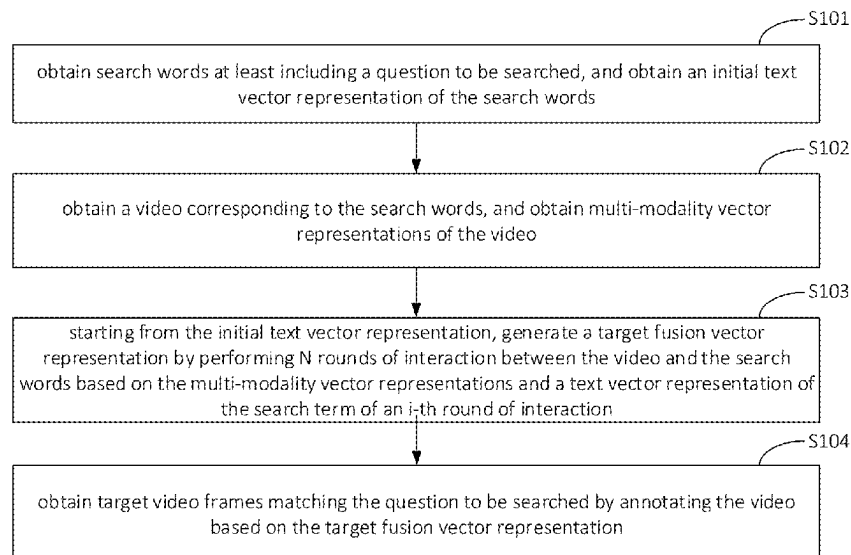 S101
obtain search words at least including a question to be searched, and obtain an initial text
vector representation of the search words
S102
obtain a video corresponding to the search words, and obtain multi-modality vector
representations of the video
S103
starting from the initial text vector representation, generate a target fusion vector
representation by performing N rounds of interaction between the video and the search
words based on the multi-modality vector representations and a text vector representation of
the search term of an i-th round of interaction
S104
obtain target video frames matching the question to be searched by annotating the video
based on the target fusion vector representation